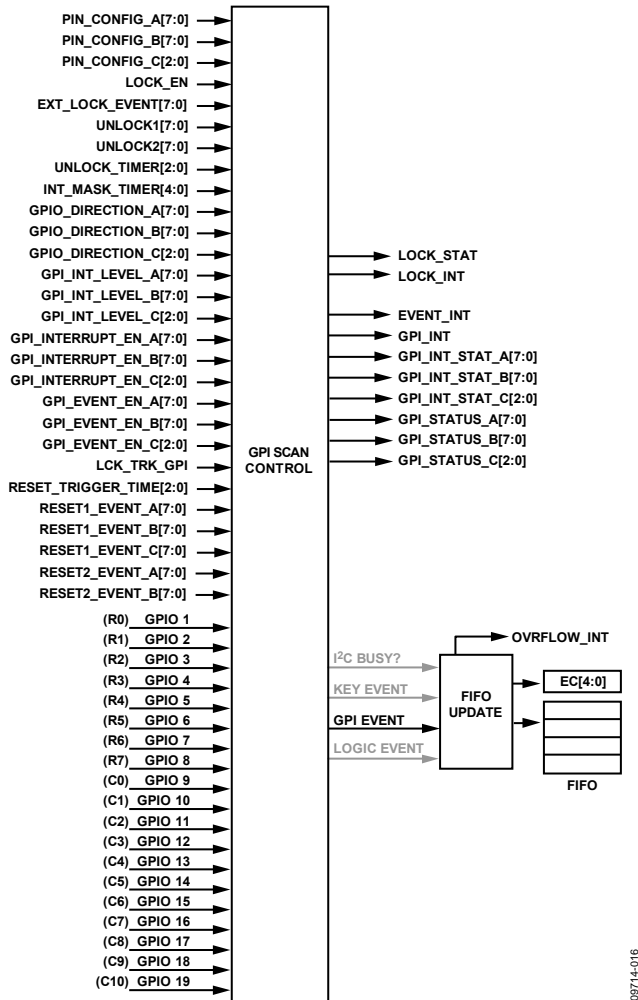 PIN_CONFIG_A[7:0]
PIN_CONFIG_B[7:0]
PIN_CONFIG_C[2:0]
LOCK_EN
EXT_LOCK_EVENT[7:0]
UNLOCK1[7:0]
UNLOCK2[7:0]
UNLOCK_TIMER[2:0]
INT_MASK_TIMER[4:0]
GPIO_DIRECTION_A[7:0]
GPIO_DIRECTION_B[7:0]
GPIO_DIRECTION_C[2:0]
GPI_INT_LEVEL_A[7:0]
GPI_INT_LEVEL_B[7:0]
GPI_INT_LEVEL_C[2:0]
GPI_INTERRUPT_EN_A[7:0]
GPI_INTERRUPT_EN_B[7:0]
GPI_INTERRUPT_EN_C[2:0]
GPI_EVENT_EN_A[7:0]
GPI_EVENT_EN_B[7:0]
GPI_EVENT_EN_C[2:0]
LCK_TRK_GPI
RESET_TRIGGER_TIME[2:0]
RESET1_EVENT_A[7:0]
RESET1_EVENT_B[7:0]
RESET1_EVENT_C[7:0]
RESET2_EVENT_A[7:0]
RESET2_EVENT_B[7:0]
(R0) GPIO 1
(R1) GPIO 2
(R2) GPIO 3
(R3) GPIO 4
(R4) GPIO 5
(R5) GPIO 6
(R6) GPIO 7
(R7) GPIO 8
(C0) GPIO 9
(C1) GPIO 10
(C2) GPIO 11
(C3) GPIO 12
(C4) GPIO 13
(C5) GPIO 14
(C6) GPIO 15
(C7) GPIO 16
(C8) GPIO 17
(C9) GPIO 18
(C10) GPIO 19
GPI SCAN
CONTROL
LOCK_STAT
LOCK_INT
EVENT_INT
GPI_INT
GPI_INT_STAT_A[7:0]
GPI_INT_STAT_B[7:0]
GPI_INT_STAT_C[2:0]
GPI_STATUS_A[7:0]
GPI_STATUS_B[7:0]
GPI_STATUS_C[2:0]
I²C BUSY?
KEY EVENT
GPI EVENT
LOGIC EVENT
FIFO
UPDATE
OVRFLOW_INT
EC[4:0]
FIFO
09714-016